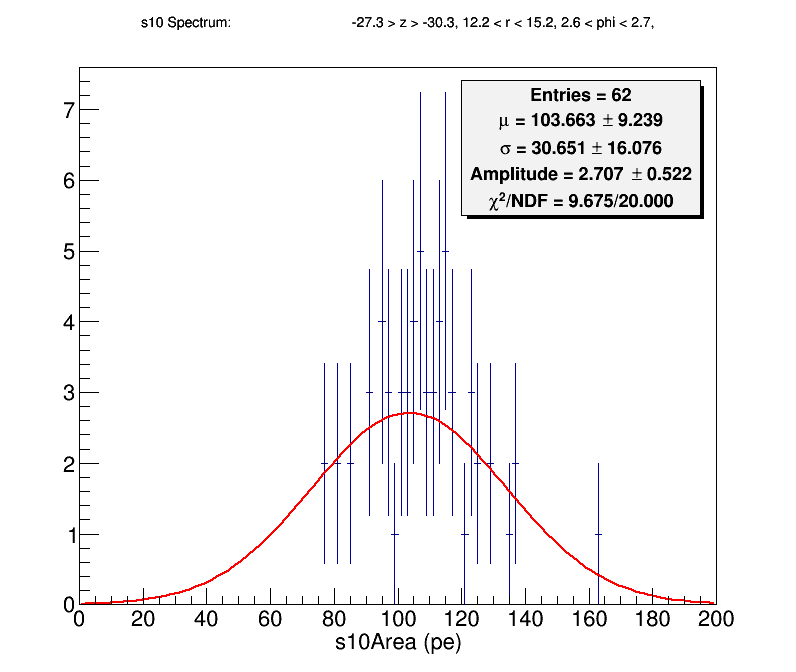 s10 Spectrum: -27.3 > z > -30.3, 12.2 < r < 15.2, 2.6 < phi < 2.7,
Entries = 62
μ = 103.663 ± 9.239
σ = 30.651 ± 16.076
Amplitude = 2.707 ± 0.522
χ²/NDF = 9.675/20.000
7
6
5
4
3
2
1
0
0 20 40 60 80 100 120 140 160 180 200
s10Area (pe)